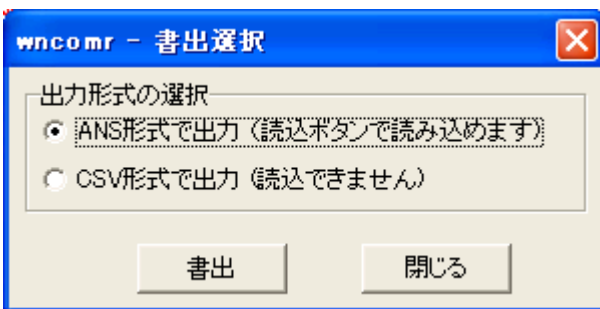 wncomr - 書出選択
出力形式の選択
ANS形式で出力（読込ボタンで読み込めます）
CSV形式で出力（読込できません）
書出 閉じる